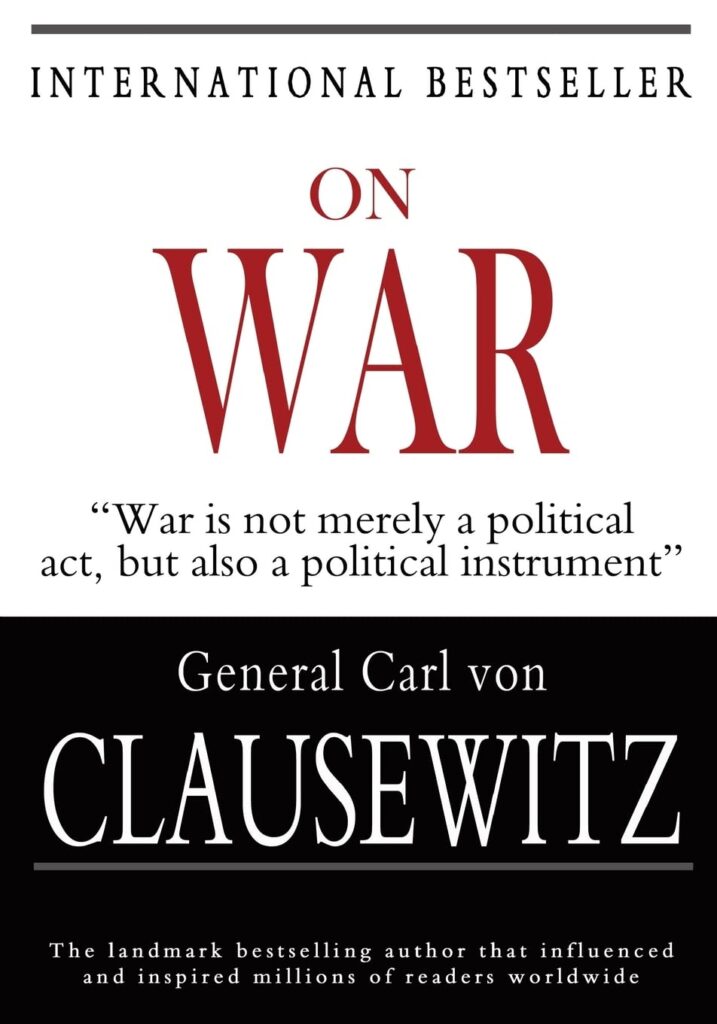 INTERNATIONAL BESTSELLER
ON
WAR
“War is not merely a political
act, but also a political instrument”
General Carl von
CLAUSEWITZ
The landmark bestselling author that influenced
and inspired millions of readers worldwide